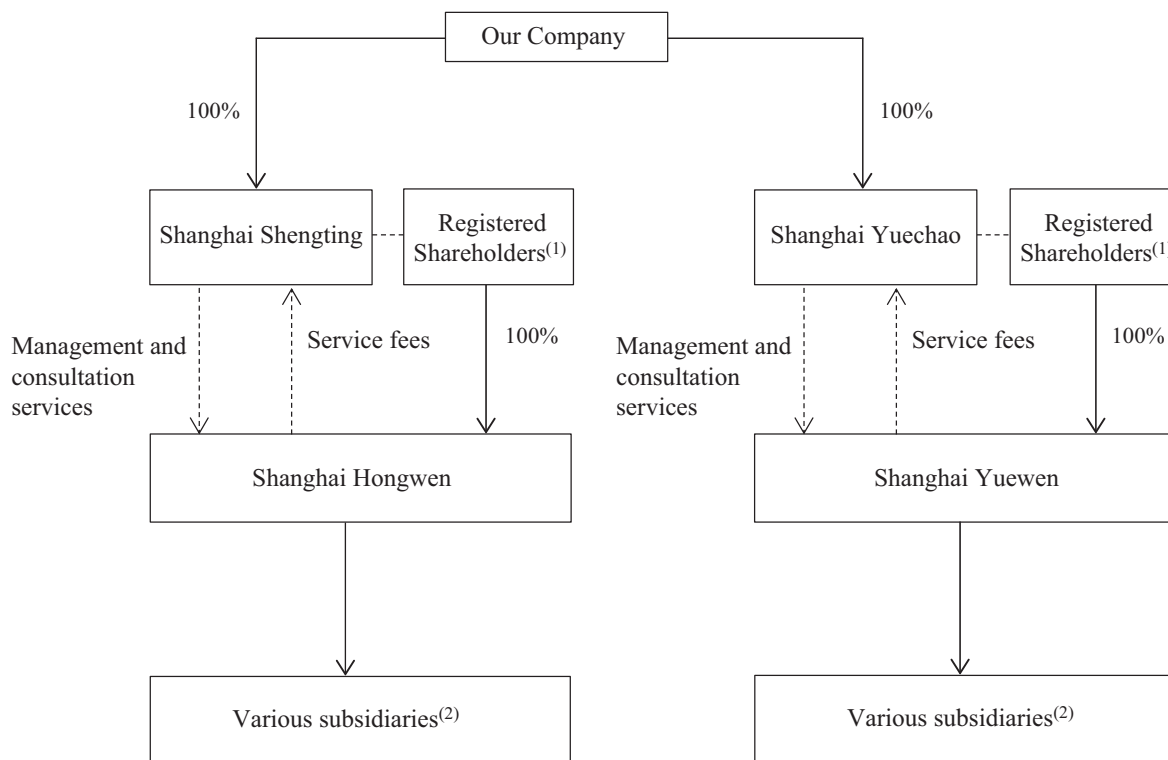 Our Company
100%
100%
Shanghai Shengting
Registered
Shareholders(1)
Shanghai Yuechao
Registered
Shareholders(1)
Management and
consultation
services
Service fees
100%
Management and
consultation
services
Service fees
100%
Shanghai Hongwen
Shanghai Yuewen
Various subsidiaries(2)
Various subsidiaries(2)